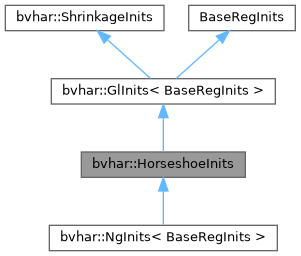 bvhar::ShrinkageInits
BaseRegInits
bvhar::GlInits< BaseRegInits >
bvhar::HorseshoeInits
bvhar::NgInits< BaseRegInits >